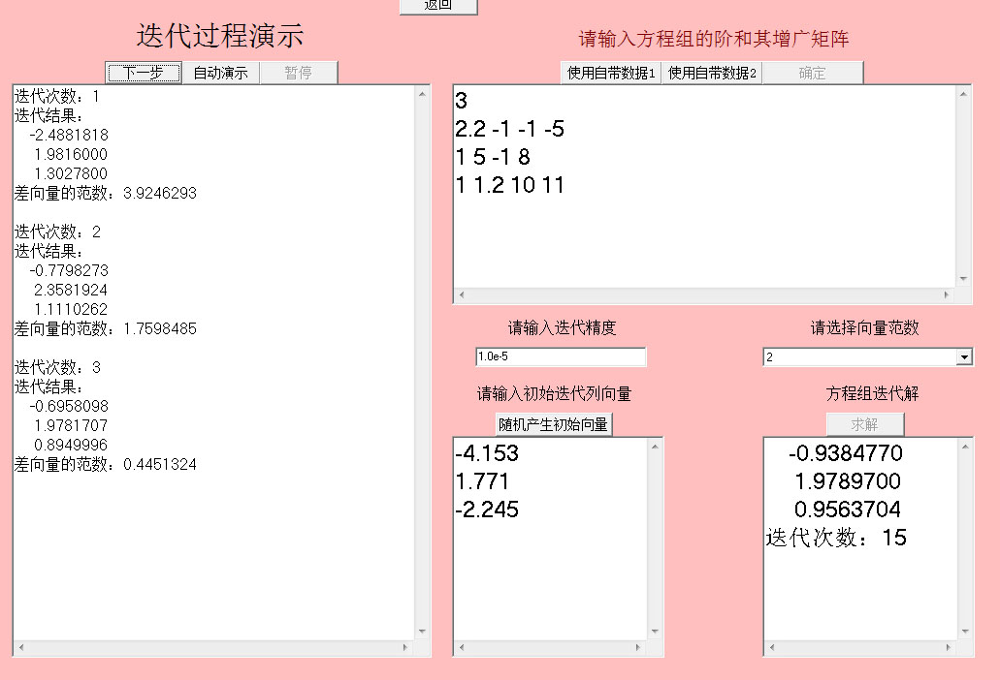 返回
迭代过程演示
下一步 自动演示 暂停
迭代次数：1
迭代结果：
-2.4881818
1.9816000
1.3027800
差向量的范数：3.9246293
迭代次数：2
迭代结果：
-0.7798273
2.3581924
1.1110262
差向量的范数：1.7598485
迭代次数：3
迭代结果：
-0.6958098
1.9781707
0.8949996
差向量的范数：0.4451324
请输入方程组的阶和其增广矩阵
使用自带数据1 使用自带数据2 确定
3
2.2 -1 -1 -5
1 5 -1 8
1 1.2 10 11
请输入迭代精度
1.0e-5
请选择向量范数
2
请输入初始迭代列向量
随机产生初始向量
-4.153
1.771
-2.245
方程组迭代解
求解
-0.9384770
1.9789700
0.9563704
迭代次数：15